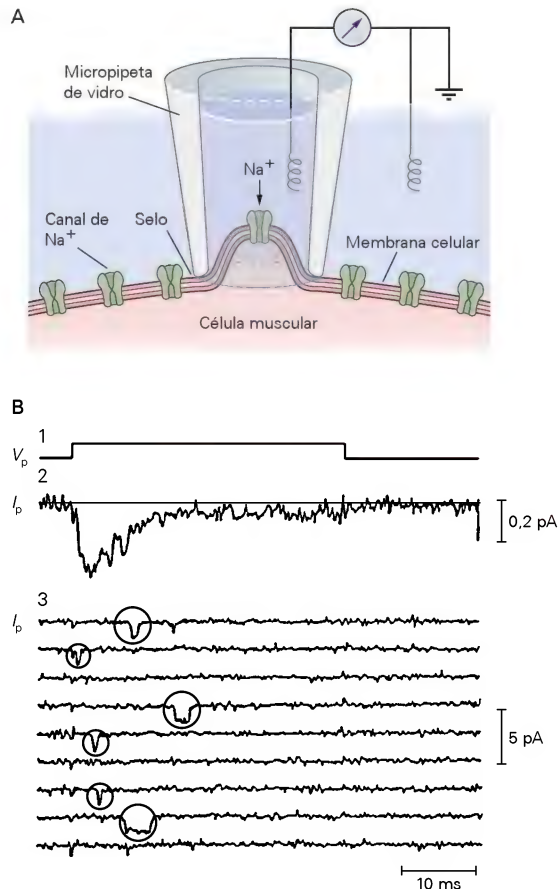 A
Micropipeta
de vidro
Na+
Canal de
Na+
Selo
Membrana celular
Célula muscular
B
1
Vp
2
Ip
0,2 pA
3
Ip
5 pA
10 ms